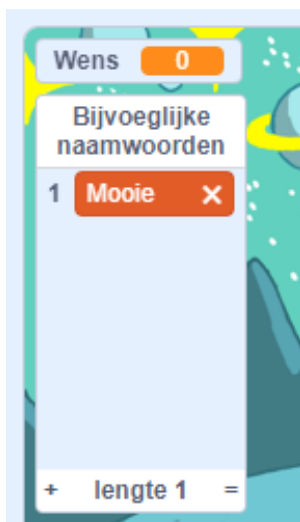 Wens 0
Bijvoeglijke
naamwoorden
1 Mooie ×
+ lengte 1 =